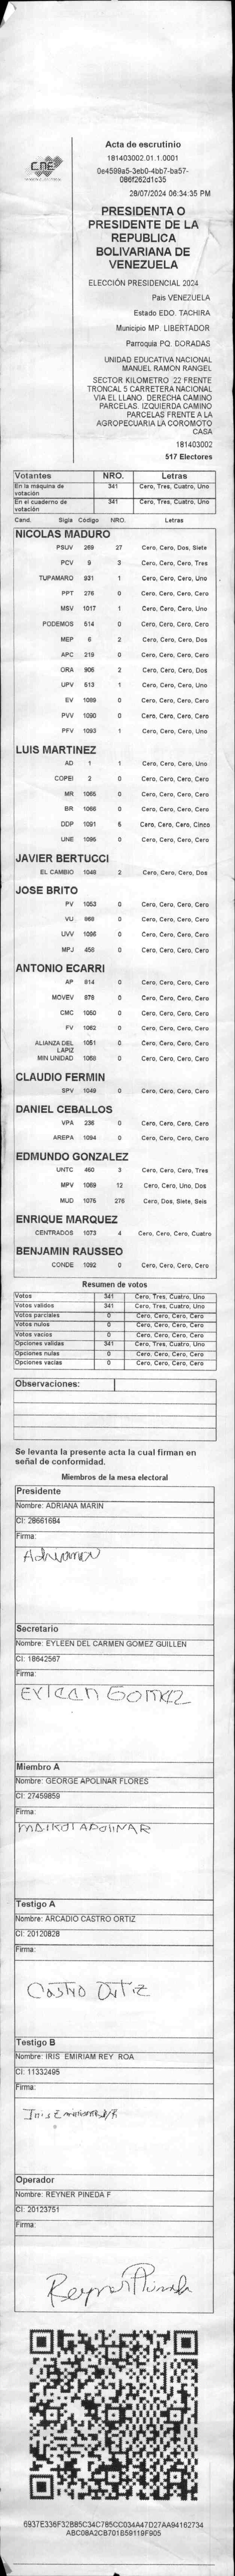 CNE
Acta de escrutinio
181403002.01.1.0001
0e4599a5-3eb0-4bb7-ba57-
086f262d1c35
28/07/2024 06:34:35 PM
PRESIDENTA O
PRESIDENTE DE LA
REPUBLICA
BOLIVARIANA DE
VENEZUELA
ELECCIÓN PRESIDENCIAL 2024
Pais VENEZUELA
Estado EDO. TACHIRA
Municipio MP. LIBERTADOR
Parroquia PQ. DORADAS
UNIDAD EDUCATIVA NACIONAL
MANUEL RAMON RANGEL
SECTOR KILOMETRO 22 FRENTE
TRONCAL 5 CARRETERA NACIONAL
VIA EL LLANO. DERECHA CAMINO
PARCELAS. IZQUIERDA CAMINO
PARCELAS FRENTE A LA
AGROPECUARIA LA COROMOTO
CASA
181403002
517 Electores
Votantes NRO. Letras
En la máquina de votación 341 Cero, Tres, Cuatro, Uno
En el cuaderno de votación 341 Cero, Tres, Cuatro, Uno
Cand. Sigla Código NRO. Letras
NICOLAS MADURO
PSUV 269 27 Cero, Cero, Dos, Siete
PCV 9 3 Cero, Cero, Cero, Tres
TUPAMARO 931 1 Cero, Cero, Cero, Uno
PPT 276 0 Cero, Cero, Cero, Cero
MSV 1017 1 Cero, Cero, Cero, Uno
PODEMOS 514 0 Cero, Cero, Cero, Cero
MEP 6 2 Cero, Cero, Cero, Dos
APC 219 0 Cero, Cero, Cero, Cero
ORA 906 2 Cero, Cero, Cero, Dos
UPV 513 1 Cero, Cero, Cero, Uno
EV 1089 0 Cero, Cero, Cero, Cero
PVV 1090 0 Cero, Cero, Cero, Cero
PFV 1093 1 Cero, Cero, Cero, Uno
LUIS MARTINEZ
AD 1 1 Cero, Cero, Cero, Uno
COPEI 2 0 Cero, Cero, Cero, Cero
MR 1065 0 Cero, Cero, Cero, Cero
BR 1066 0 Cero, Cero, Cero, Cero
DDP 1091 5 Cero, Cero, Cero, Cinco
UNE 1095 0 Cero, Cero, Cero, Cero
JAVIER BERTUCCI
EL CAMBIO 1048 2 Cero, Cero, Cero, Dos
JOSE BRITO
PV 1053 0 Cero, Cero, Cero, Cero
VU 868 0 Cero, Cero, Cero, Cero
UVV 1096 0 Cero, Cero, Cero, Cero
MPJ 456 0 Cero, Cero, Cero, Cero
ANTONIO ECARRI
AP 814 0 Cero, Cero, Cero, Cero
MOVEV 878 0 Cero, Cero, Cero, Cero
CMC 1050 0 Cero, Cero, Cero, Cero
FV 1062 0 Cero, Cero, Cero, Cero
ALIANZA DEL LAPIZ 1051 0 Cero, Cero, Cero, Cero
MIN UNIDAD 1068 0 Cero, Cero, Cero, Cero
CLAUDIO FERMIN
SPV 1049 0 Cero, Cero, Cero, Cero
DANIEL CEBALLOS
VPA 236 0 Cero, Cero, Cero, Cero
AREPA 1094 0 Cero, Cero, Cero, Cero
EDMUNDO GONZALEZ
UNTC 460 3 Cero, Cero, Cero, Tres
MPV 1069 12 Cero, Cero, Uno, Dos
MUD 1075 276 Cero, Dos, Siete, Seis
ENRIQUE MARQUEZ
CENTRADOS 1073 4 Cero, Cero, Cero, Cuatro
BENJAMIN RAUSSEO
CONDE 1092 0 Cero, Cero, Cero, Cero
Resumen de votos
Votos 341 Cero, Tres, Cuatro, Uno
Votos válidos 341 Cero, Tres, Cuatro, Uno
Votos parciales 0 Cero, Cero, Cero, Cero
Votos nulos 0 Cero, Cero, Cero, Cero
Votos vacíos 0 Cero, Cero, Cero, Cero
Opciones validas 341 Cero, Tres, Cuatro, Uno
Opciones nulas 0 Cero, Cero, Cero, Cero
Opciones vacías 0 Cero, Cero, Cero, Cero
Observaciones:
Se levanta la presente acta la cual firman en
señal de conformidad.
Miembros de la mesa electoral
Presidente
Nombre: ADRIANA MARIN
CI: 28661684
Firma:
Secretario
Nombre: EYLEEN DEL CARMEN GOMEZ GUILLEN
CI: 18642567
Firma:
Miembro A
Nombre: GEORGE APOLINAR FLORES
CI: 27459859
Firma:
Testigo A
Nombre: ARCADIO CASTRO ORTIZ
CI: 20120828
Firma:
Castro Ortiz
Testigo B
Nombre: IRIS EMIRIAM REY ROA
CI: 11332495
Firma:
Operador
Nombre: REYNER PINEDA F
CI: 20123751
Firma:
Reyner Pineda
6937E336F32B85C34C785CC034A47D27AA94162734
ABC08A2CB701B59119F905